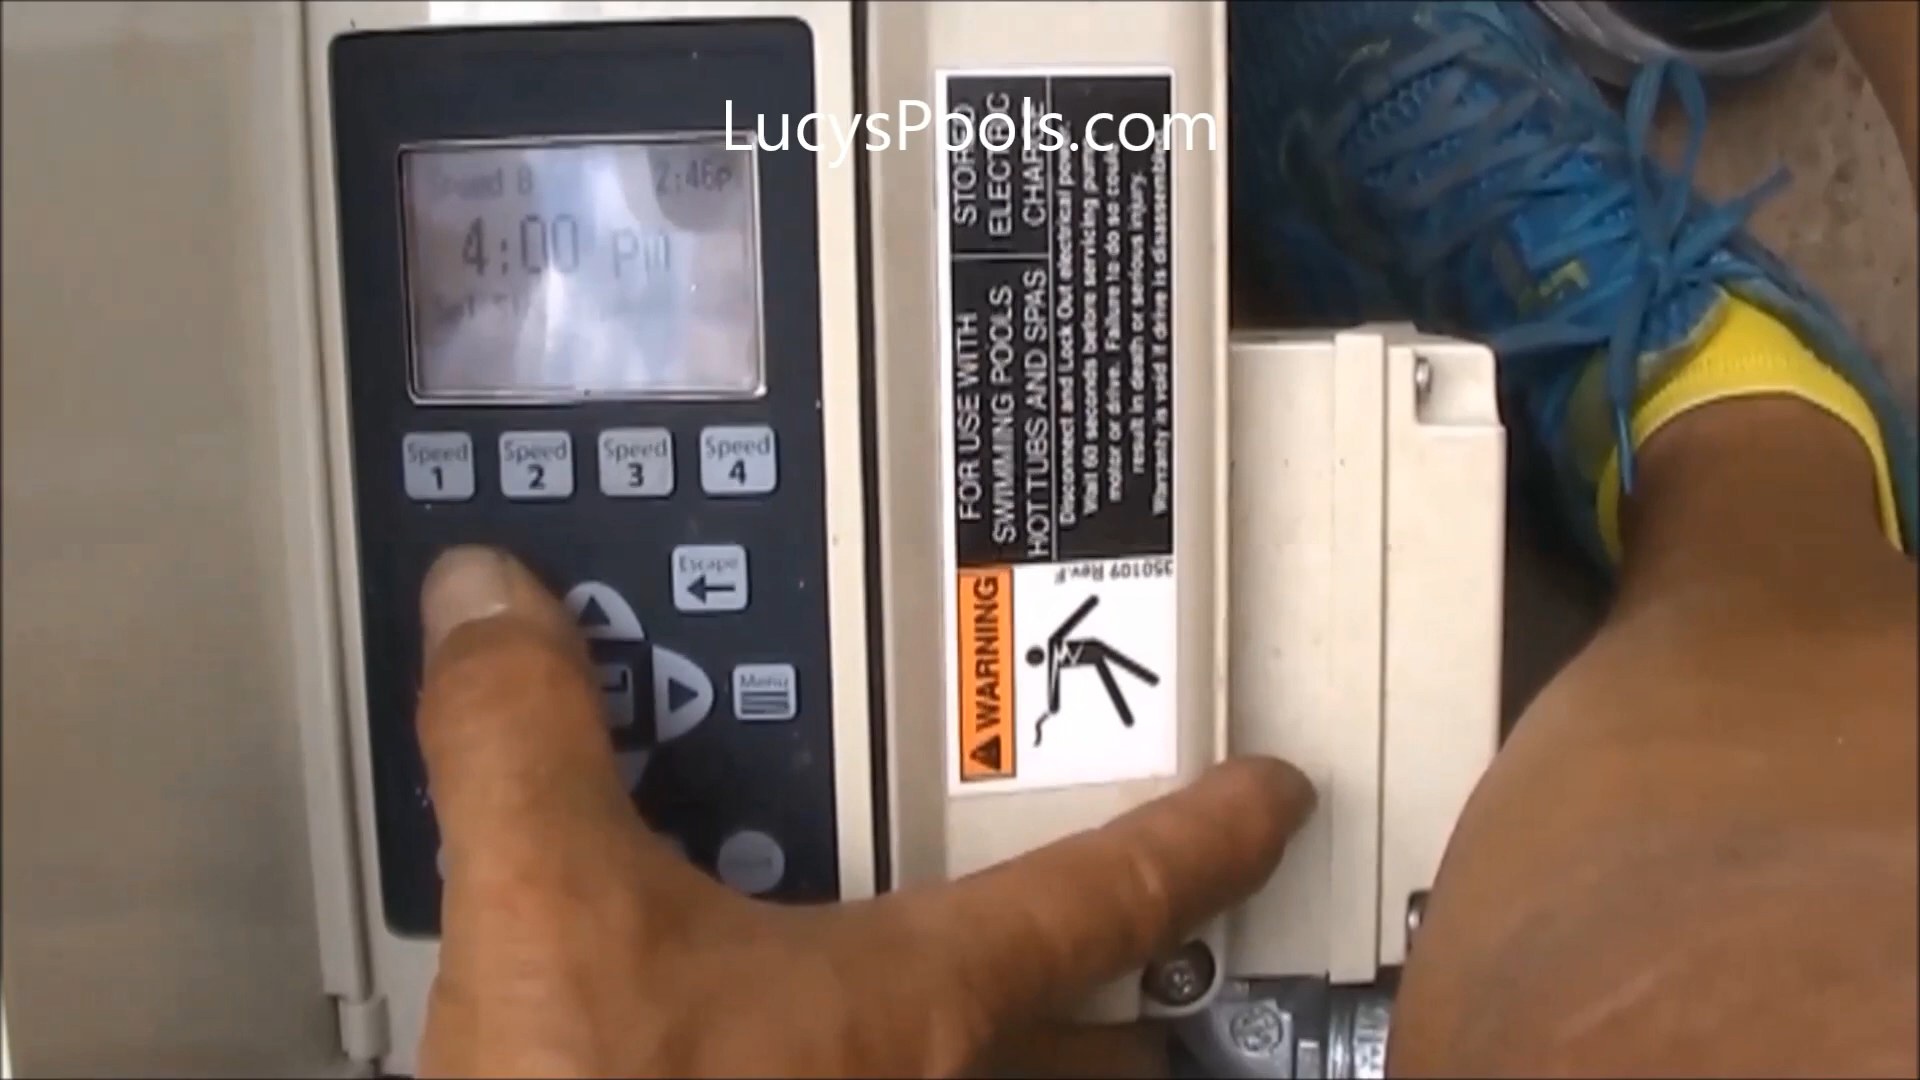 LucysPools.com
Speed 8 2:46p
4:00 Pm
Speed
1
Speed
2
Speed
3
Speed
4
Escape
Menu
STORED
ELECTRIC
CHARGE
FOR USE WITH
SWIMMING POOLS
HOT TUBS AND SPAS
Disconnect and Lock Out electrical power.
Wait 60 seconds before servicing pump,
motor or drive. Failure to do so could
result in death or serious injury.
Warranty is void if drive is disassembled
WARNING
350109 Rev.F